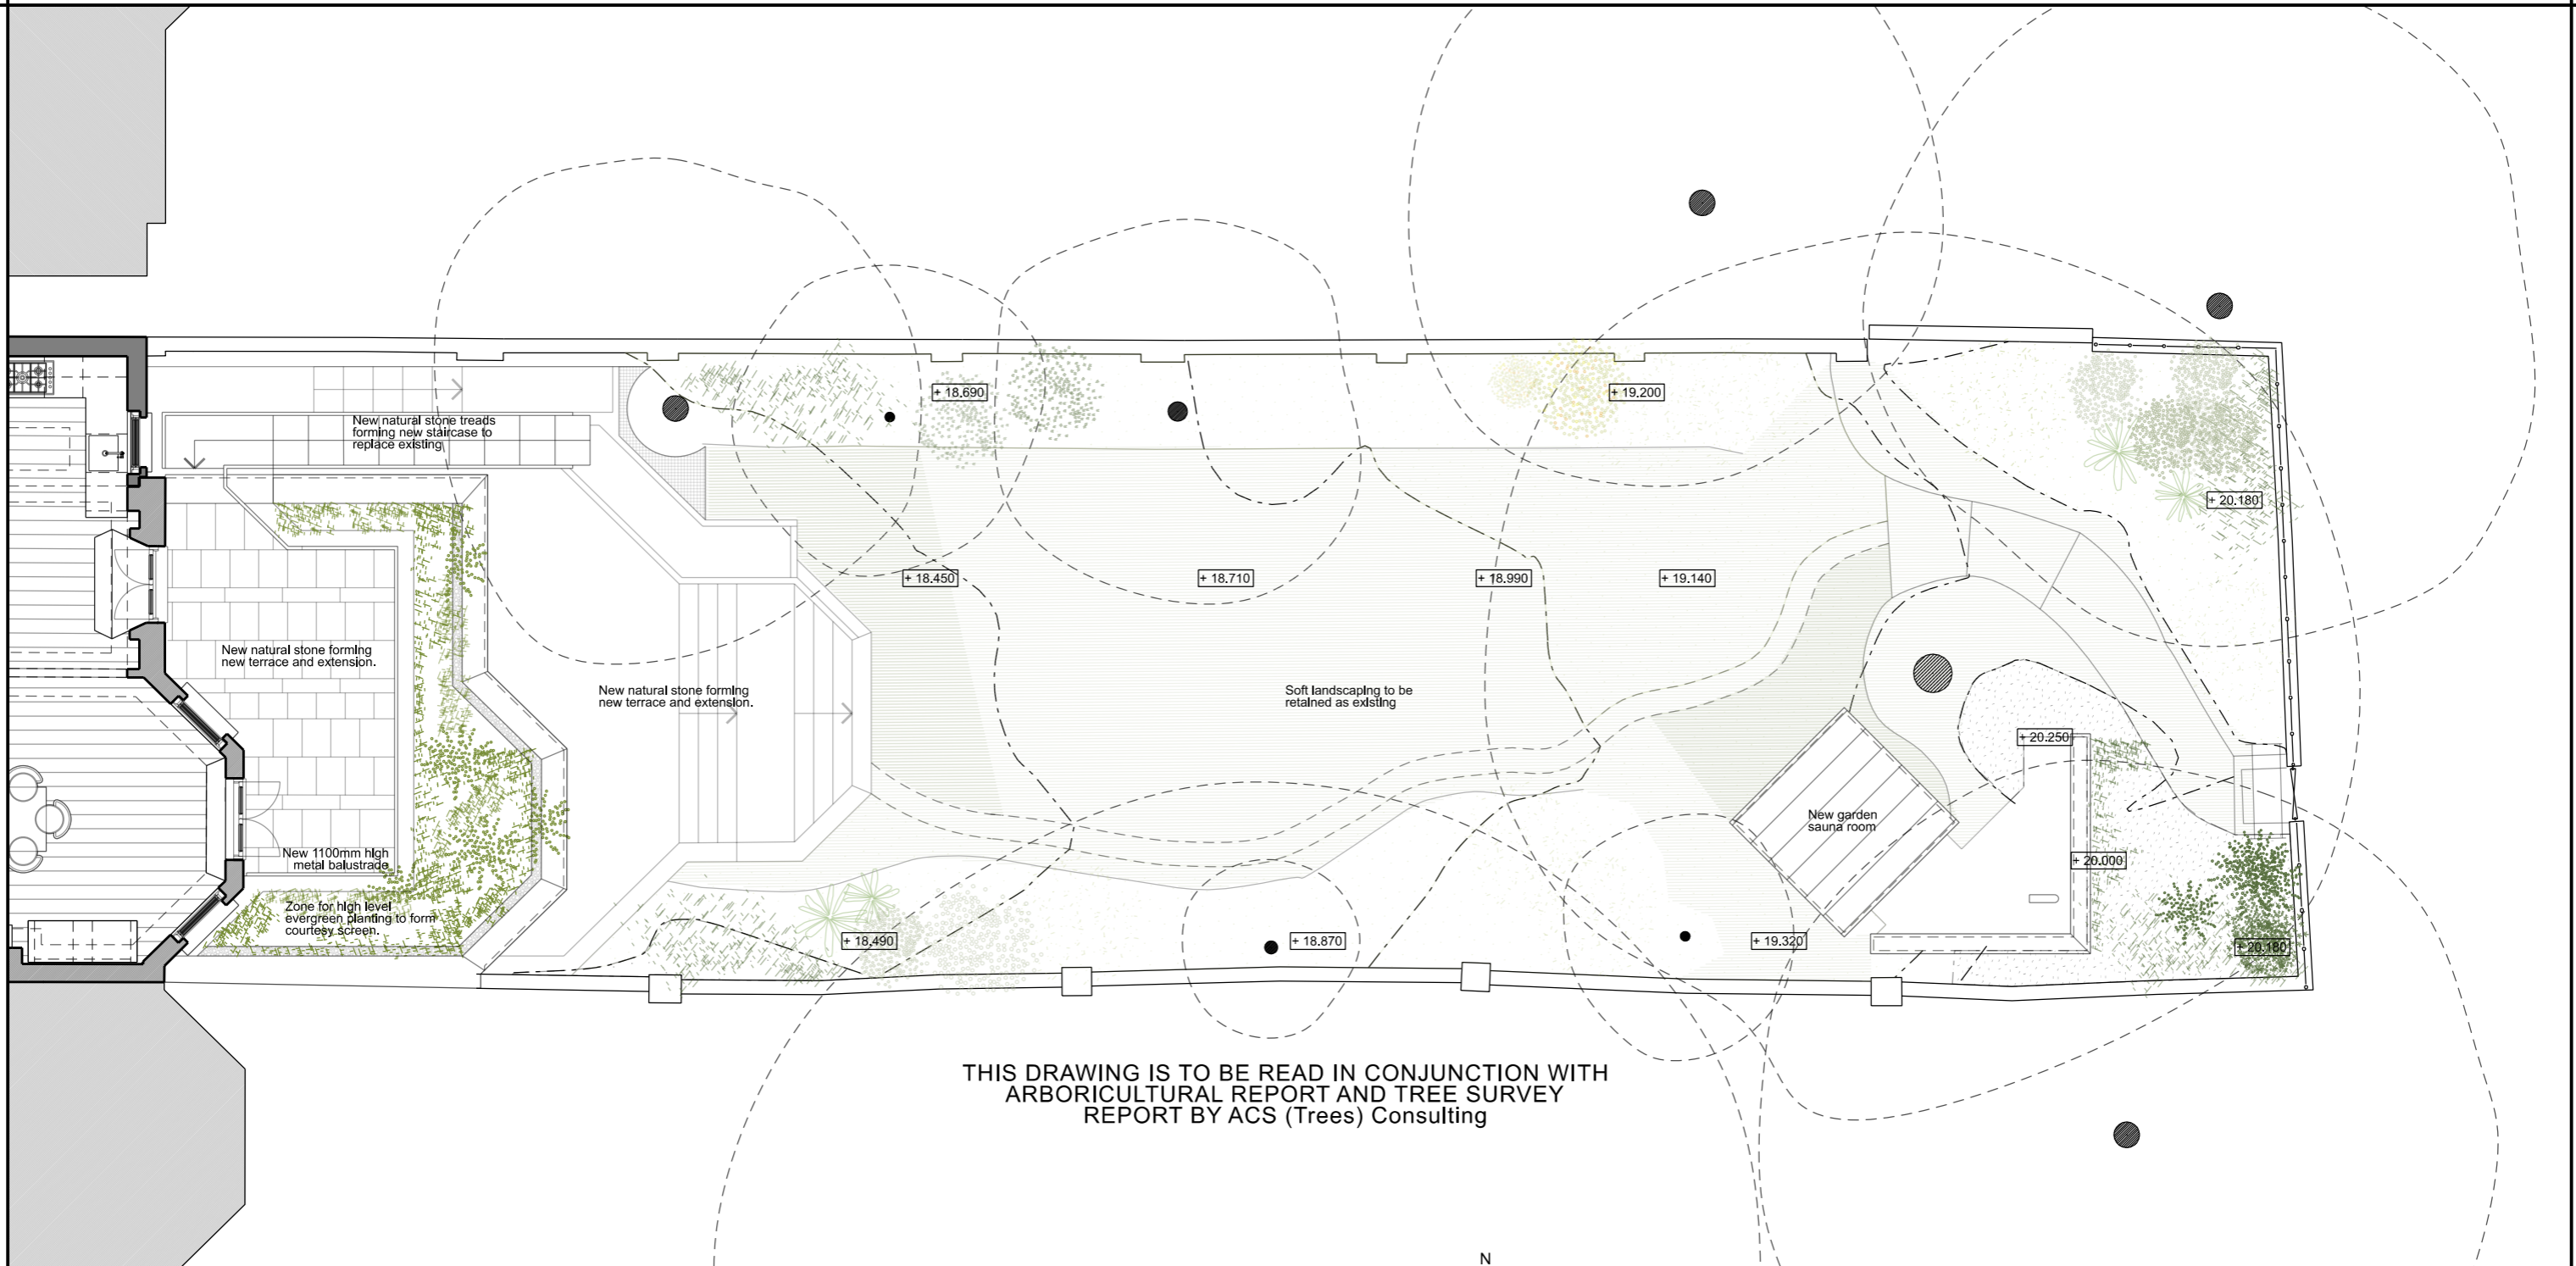 + 18.690
+ 19.200
New natural stone treads
forming new staircase to
replace existing
+ 20.180
+ 18.450
+ 18.710
+ 18.990
+ 19.140
New natural stone forming
new terrace and extension.
New natural stone forming
new terrace and extension.
Soft landscaping to be
retained as existing
+ 20.250
New garden
sauna room
New 1100mm high
metal balustrade
+ 20.000
Zone for high level
evergreen planting to form
courtesy screen.
+ 18.490
+ 18.870
+ 19.320
+ 20.180
THIS DRAWING IS TO BE READ IN CONJUNCTION WITH
ARBORICULTURAL REPORT AND TREE SURVEY
REPORT BY ACS (Trees) Consulting
N